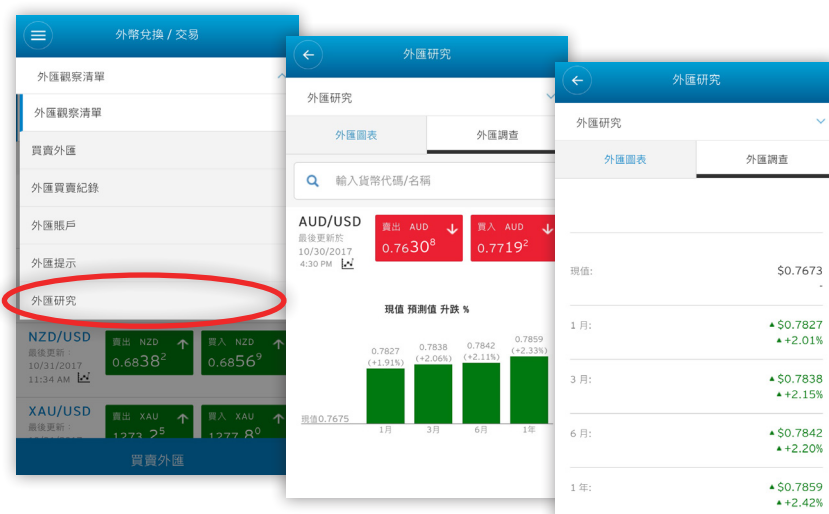 外幣兌換 / 交易
外匯觀察清單
外匯觀察清單
買賣外匯
外匯買賣紀錄
外匯賬戶
外匯提示
外匯研究
NZD/USD
最後更新：
10/31/2017
11:34 AM
賣出 NZD
0.6838²
買入 NZD
0.6856⁹
XAU/USD
最後更新：
賣出 XAU
1273.2⁵
買入 XAU
1277.8⁰
買賣外匯
外匯研究
外匯研究
外匯圖表
外匯調查
輸入貨幣代碼/名稱
AUD/USD
最後更新於
10/30/2017
4:30 PM
賣出 AUD
0.7630⁸
買入 AUD
0.7719²
現值 預測值 升跌 %
0.7827
(+1.91%)
0.7838
(+2.06%)
0.7842
(+2.11%)
0.7859
(+2.33%)
現值0.7675
1月
3月
6月
1年
外匯研究
外匯研究
外匯圖表
外匯調查
現值:
$0.7673
-
1 月:
▲ $0.7827
▲ +2.01%
3 月:
▲ $0.7838
▲ +2.15%
6 月:
▲ $0.7842
▲ +2.20%
1 年:
▲ $0.7859
▲ +2.42%